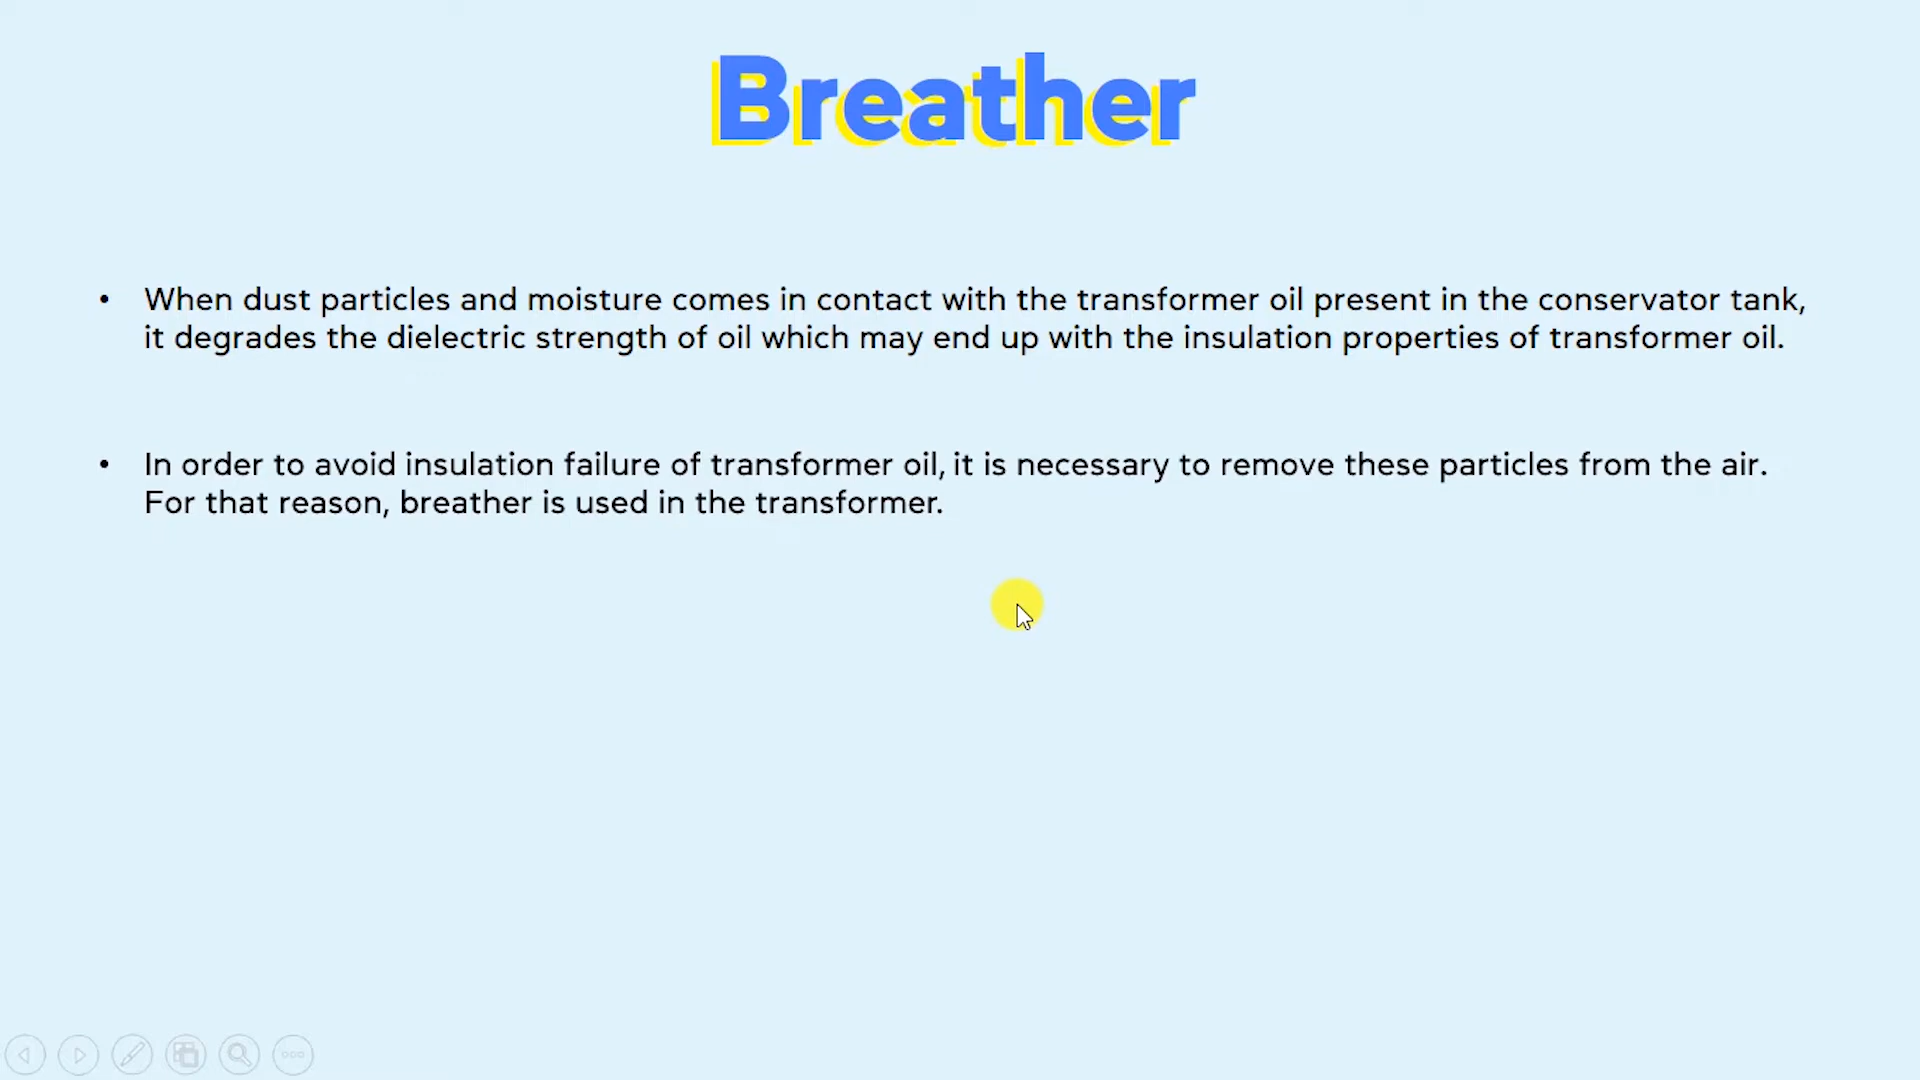 Breather
• When dust particles and moisture comes in contact with the transformer oil present in the conservator tank,
it degrades the dielectric strength of oil which may end up with the insulation properties of transformer oil.
• In order to avoid insulation failure of transformer oil, it is necessary to remove these particles from the air.
For that reason, breather is used in the transformer.